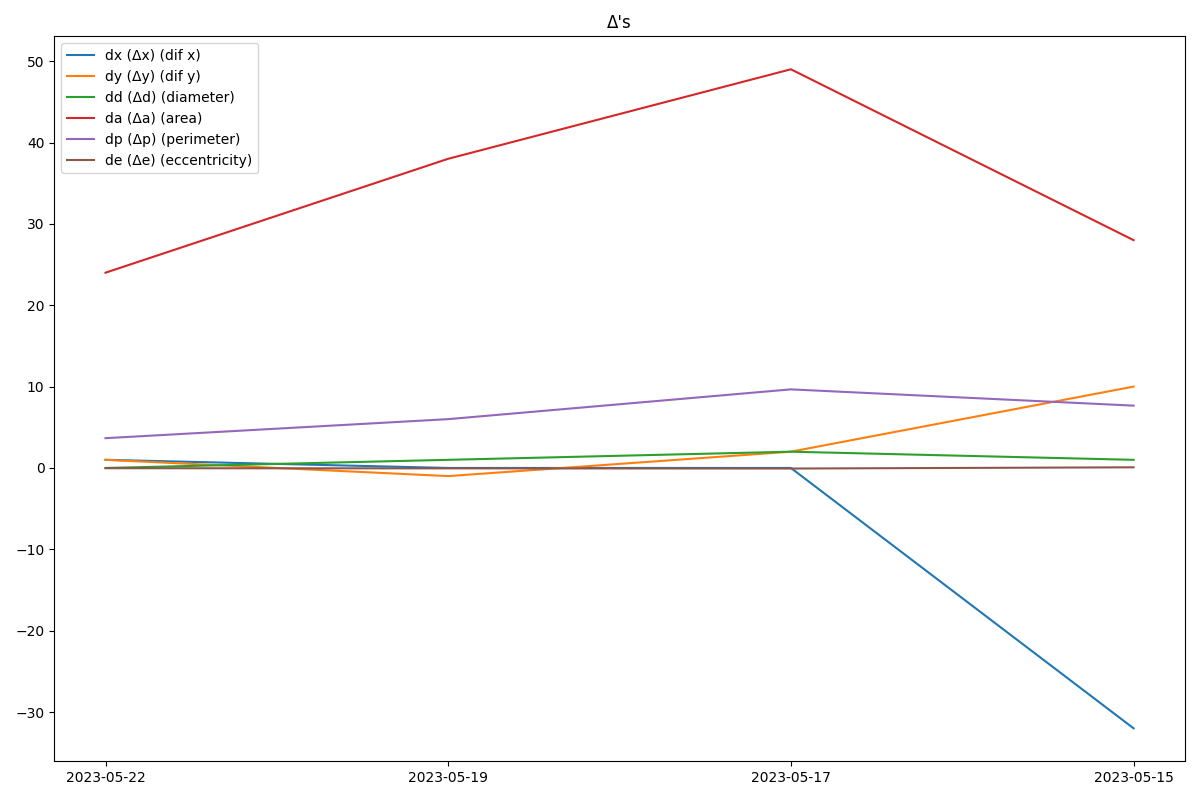 Δ's
dx (Δx) (dif x)
dy (Δy) (dif y)
dd (Δd) (diameter)
da (Δa) (area)
dp (Δp) (perimeter)
de (Δe) (eccentricity)
50
40
30
20
10
0
−10
−20
−30
2023-05-22 2023-05-19 2023-05-17 2023-05-15